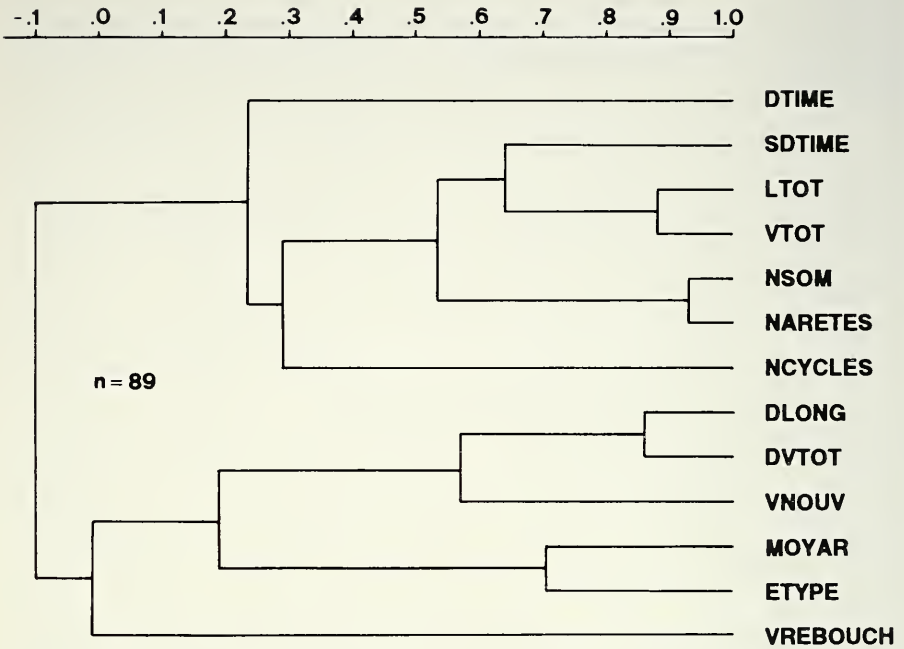 -.1 .0 .1 .2 .3 .4 .5 .6 .7 .8 .9 1.0
DTIME
SDTIME
LTOT
VTOT
NSOM
NARETES
NCYCLES
n = 89
DLONG
DVTOT
VNOUV
MOYAR
ETYPE
VREBOUCH